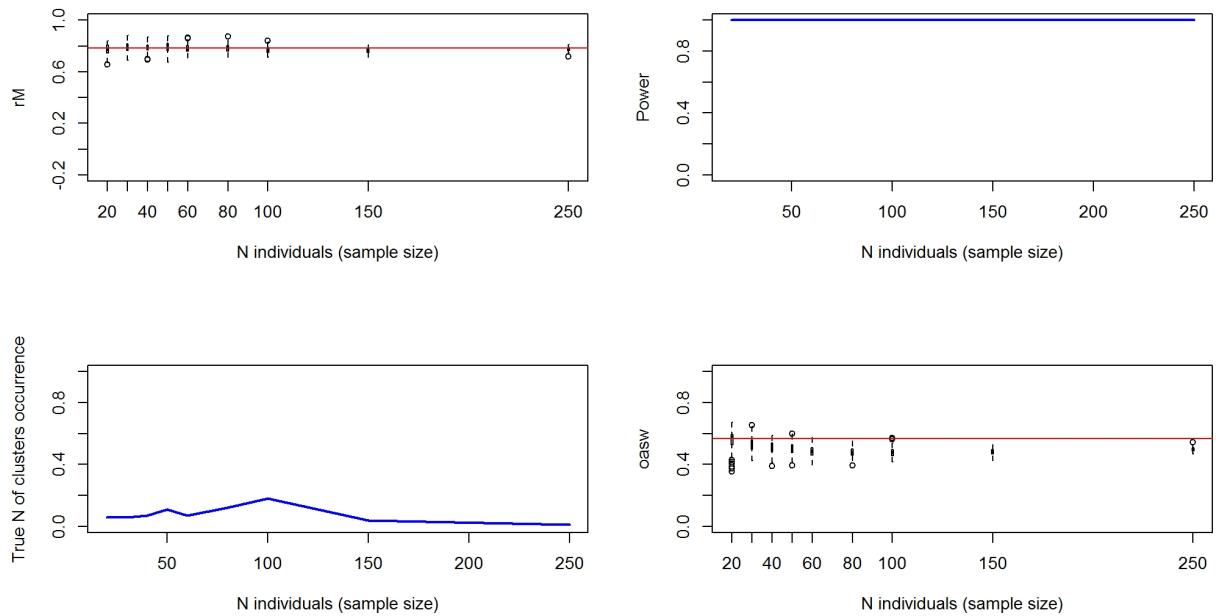 rM
1.0
0.6
0.2
-0.2
20 40 60 80 100 150 250
N individuals (sample size)
Power
0.8
0.4
0.0
50 100 150 200 250
N individuals (sample size)
True N of clusters occurrence
0.8
0.4
0.0
50 100 150 200 250
N individuals (sample size)
oasw
0.8
0.4
0.0
20 40 60 80 100 150 250
N individuals (sample size)